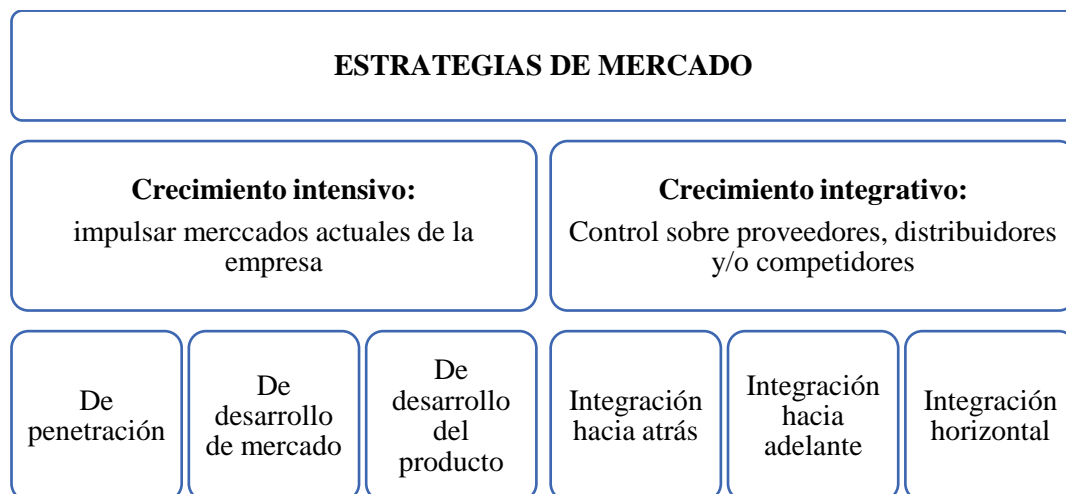 ESTRATEGIAS DE MERCADO
Crecimiento intensivo:
impulsar merccados actuales de la
empresa
Crecimiento integrativo:
Control sobre proveedores, distribuidores
y/o competidores
De
penetración
De
desarrollo
de mercado
De
desarrollo
del
producto
Integración
hacia atrás
Integración
hacia
adelante
Integración
horizontal